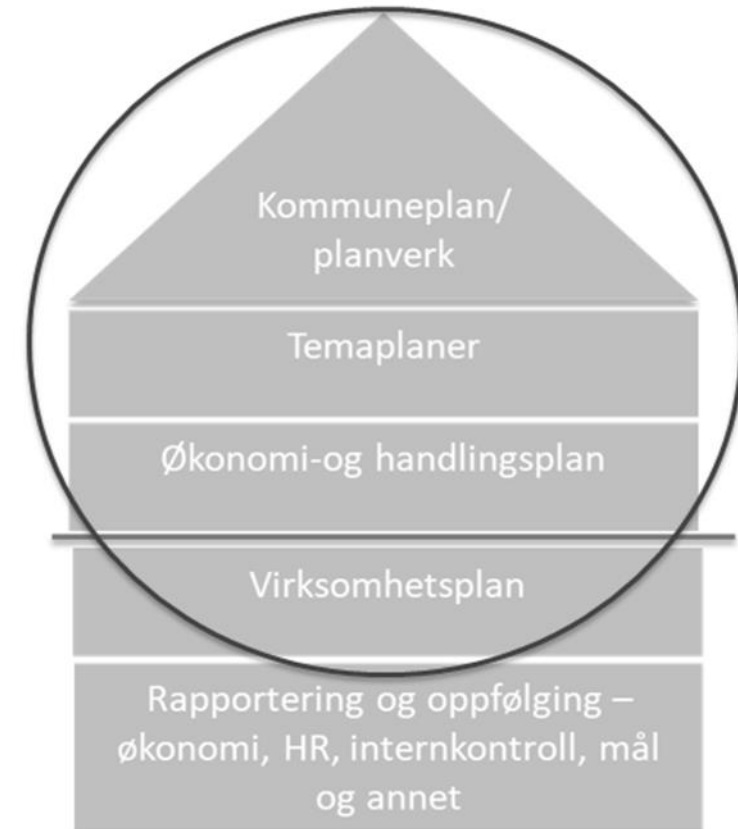 Kommuneplan/
planverk
Temaplaner
Økonomi-og handlingsplan
Virksomhetsplan
Rapportering og oppfølging –
økonomi, HR, internkontroll, mål
og annet